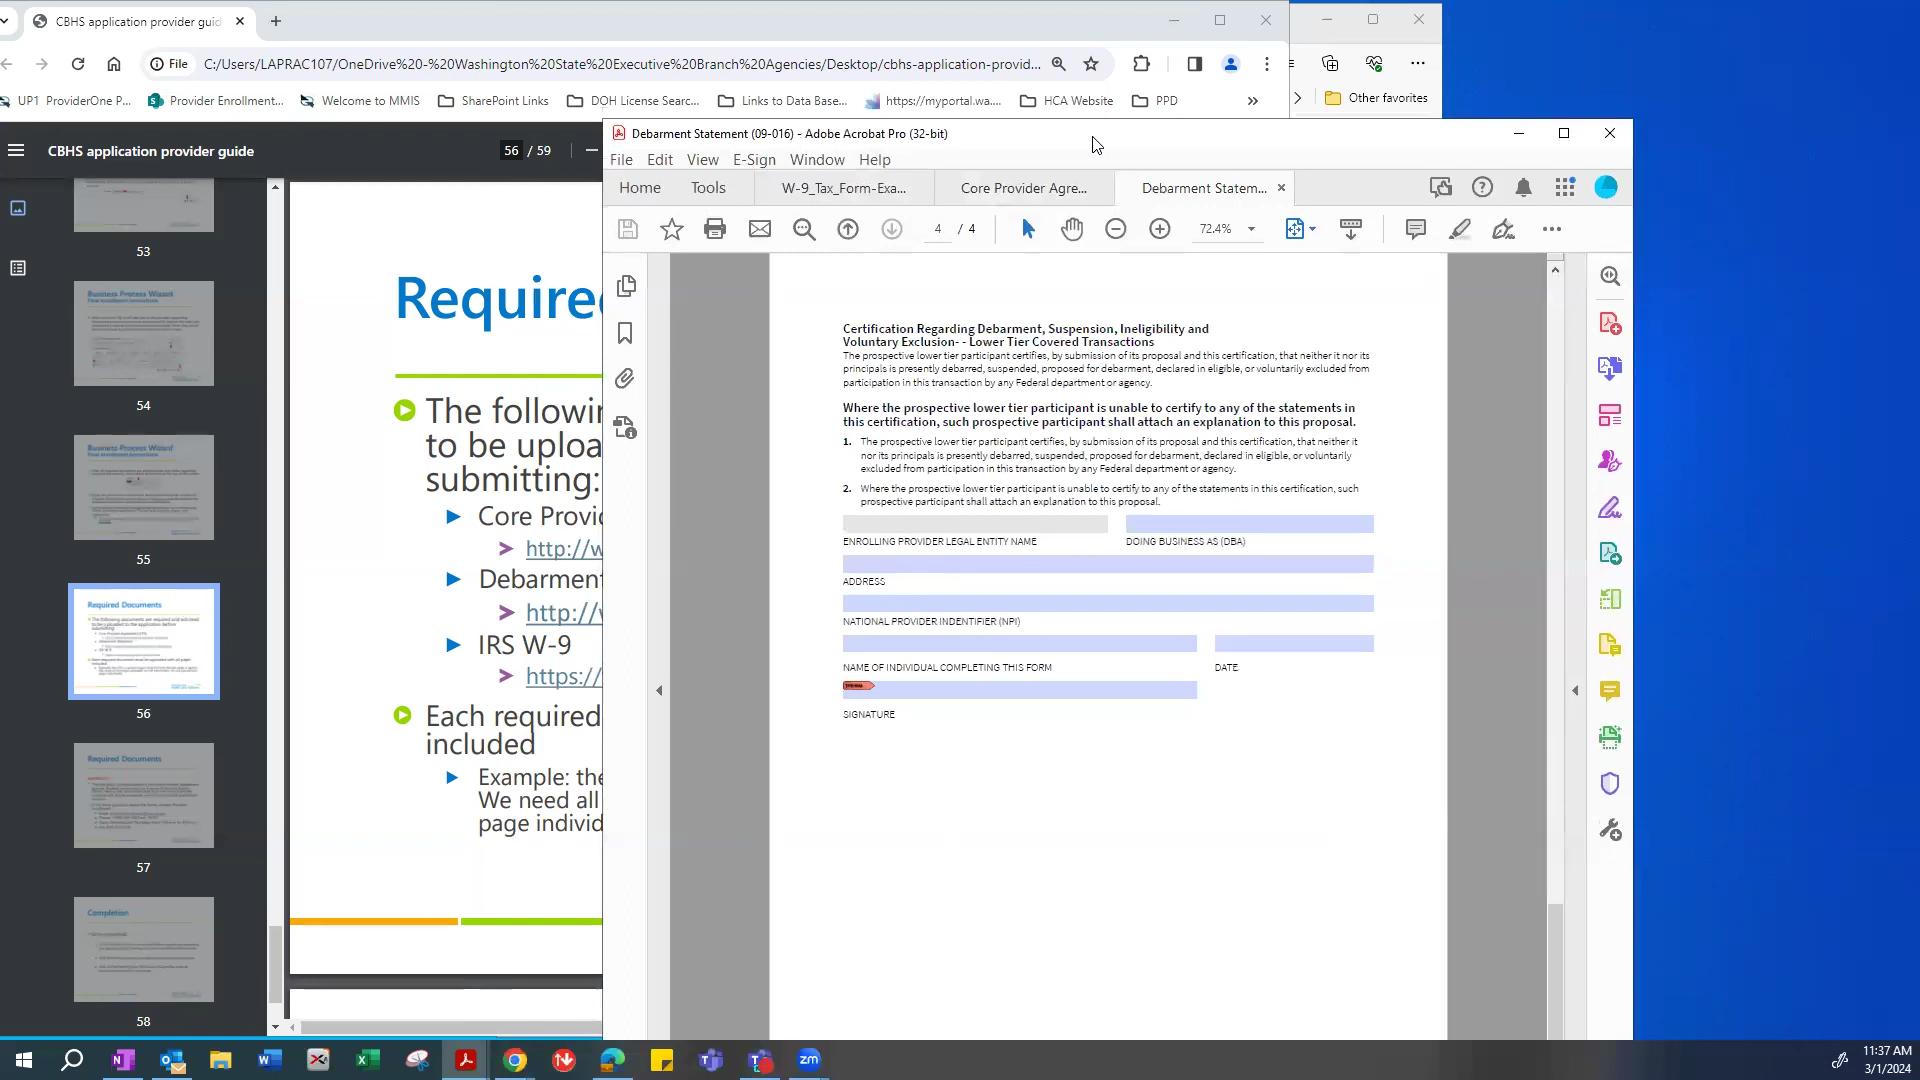 CBHS application provider guid
File
C:/Users/LAPRAC107/OneDrive%20-%20Washington%20State%20Executive%20Branch%20Agencies/Desktop/cbhs-application-provid...
UP1 ProviderOne P...
Provider Enrollment...
Welcome to MMIS
SharePoint Links
DOH License Searc...
Links to Data Base...
https://myportal.wa....
HCA Website
PPD
Other favorites
CBHS application provider guide
56 / 59
53
Business Process Wizard
54
Business Process Wizard
55
Required Documents
56
Required Documents
57
Completion
58
Require
The followin
to be uploa
submitting:
Core Provid
http://w
Debarment
http://w
IRS W-9
https://
Each required
included
Example: the
We need all
page individ
Debarment Statement (09-016) - Adobe Acrobat Pro (32-bit)
File Edit View E-Sign Window Help
Home
Tools
W-9_Tax_Form-Exa...
Core Provider Agre...
Debarment Statem...
4 / 4
72.4%
Certification Regarding Debarment, Suspension, Ineligibility and
Voluntary Exclusion- - Lower Tier Covered Transactions
The prospective lower tier participant certifies, by submission of its proposal and this certification, that neither it nor its
principals is presently debarred, suspended, proposed for debarment, declared in eligible, or voluntarily excluded from
participation in this transaction by any Federal department or agency.
Where the prospective lower tier participant is unable to certify to any of the statements in
this certification, such prospective participant shall attach an explanation to this proposal.
1. The prospective lower tier participant certifies, by submission of its proposal and this certification, that neither it
nor its principals is presently debarred, suspended, proposed for debarment, declared in eligible, or voluntarily
excluded from participation in this transaction by any Federal department or agency.
2. Where the prospective lower tier participant is unable to certify to any of the statements in this certification, such
prospective participant shall attach an explanation to this proposal.
ENROLLING PROVIDER LEGAL ENTITY NAME
DOING BUSINESS AS (DBA)
ADDRESS
NATIONAL PROVIDER INDENTIFIER (NPI)
NAME OF INDIVIDUAL COMPLETING THIS FORM
DATE
SIGNATURE
11:37 AM
3/1/2024